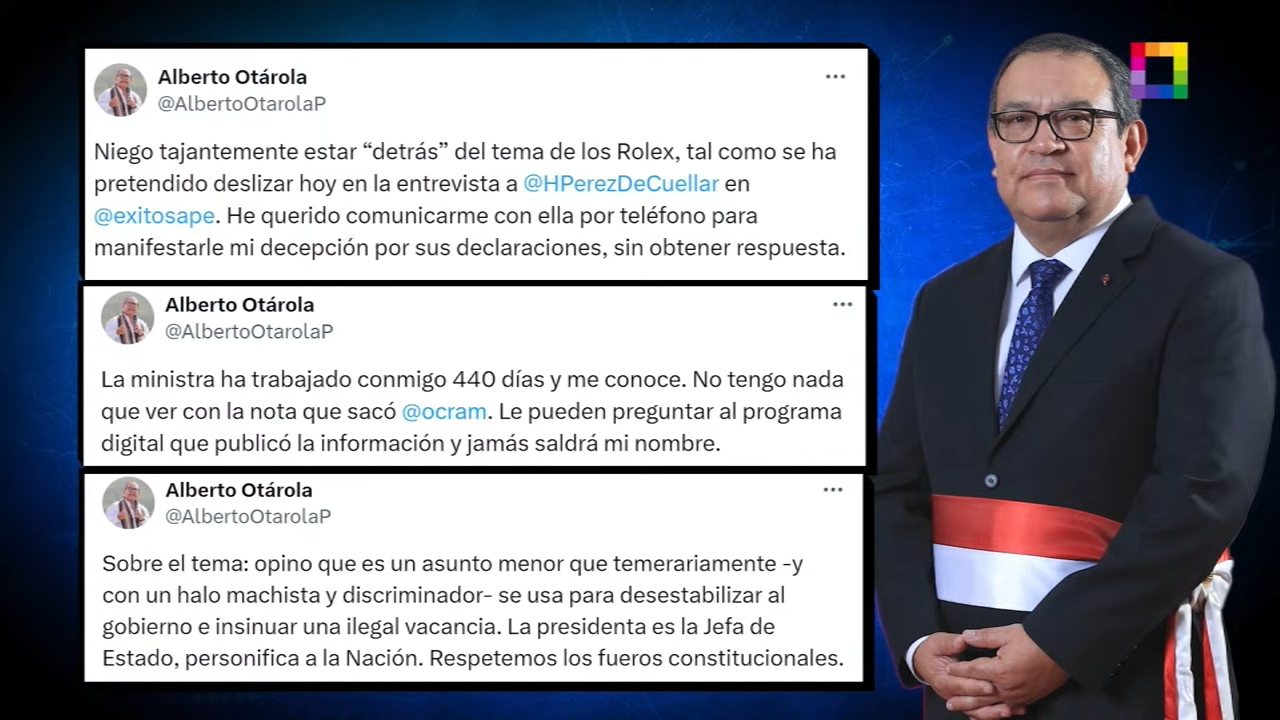 Alberto Otárola
@AlbertoOtarolaP
Niego tajantemente estar “detrás” del tema de los Rolex, tal como se ha
pretendido deslizar hoy en la entrevista a @HPerezDeCuellar en
@exitosape. He querido comunicarme con ella por teléfono para
manifestarle mi decepción por sus declaraciones, sin obtener respuesta.
Alberto Otárola
@AlbertoOtarolaP
La ministra ha trabajado conmigo 440 días y me conoce. No tengo nada
que ver con la nota que sacó @ocram. Le pueden preguntar al programa
digital que publicó la información y jamás saldrá mi nombre.
Alberto Otárola
@AlbertoOtarolaP
Sobre el tema: opino que es un asunto menor que temerariamente -y
con un halo machista y discriminador- se usa para desestabilizar al
gobierno e insinuar una ilegal vacancia. La presidenta es la Jefa de
Estado, personifica a la Nación. Respetemos los fueros constitucionales.